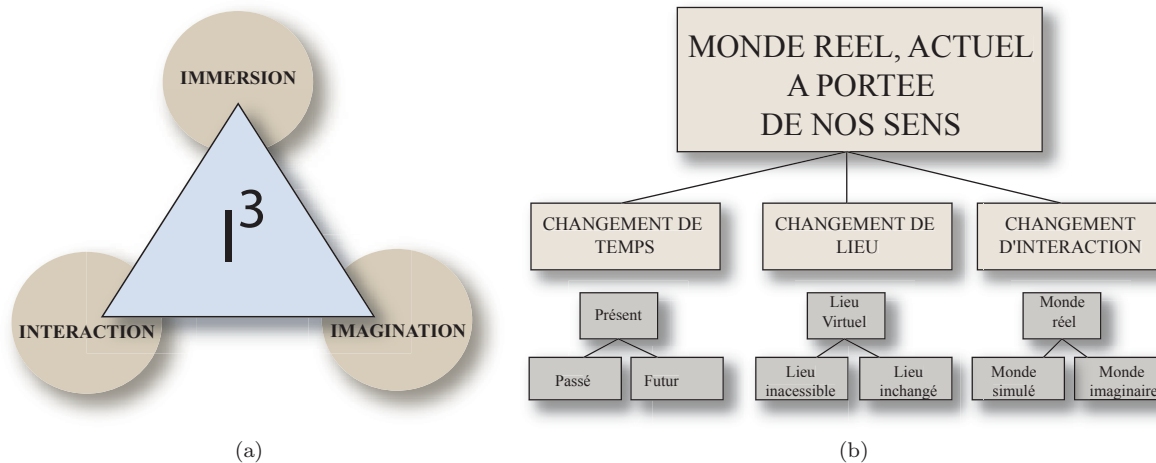 IMMERSION
I³
INTERACTION
IMAGINATION
(a)
MONDE REEL, ACTUEL
A PORTEE
DE NOS SENS
CHANGEMENT DE
TEMPS
CHANGEMENT DE
LIEU
CHANGEMENT
D'INTERACTION
Présent
Passé
Futur
Lieu
Virtuel
Lieu
inacessible
Lieu
inchangé
Monde
réel
Monde
simulé
Monde
imaginaire
(b)